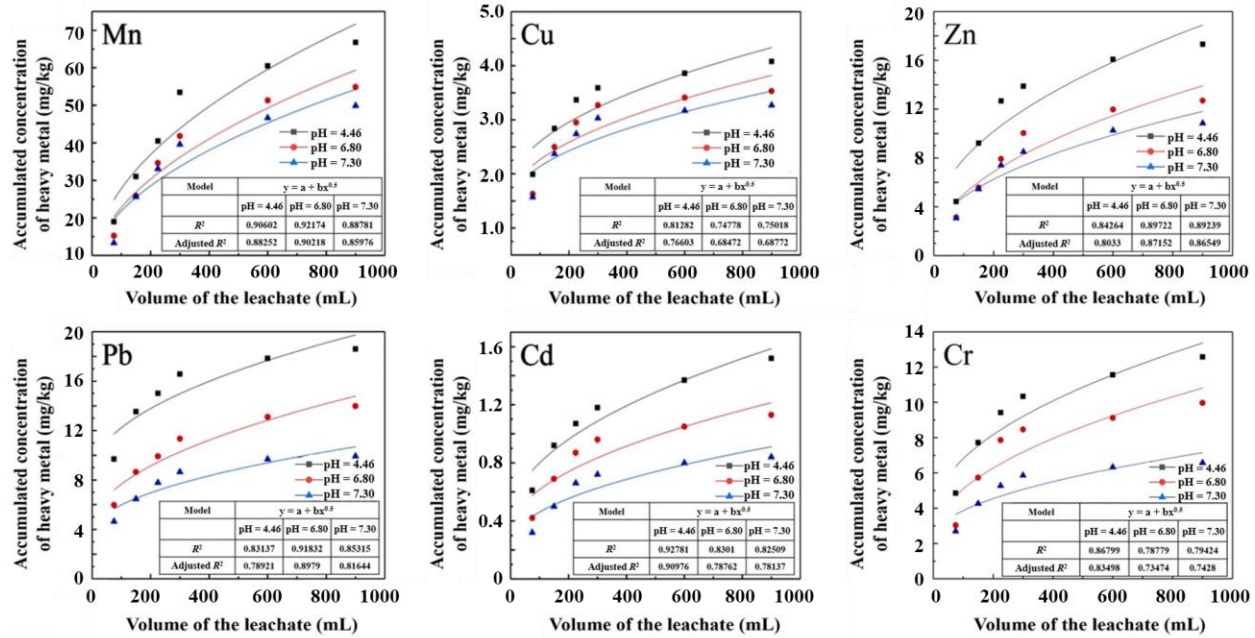 Mn
Accumulated concentration
of heavy metal (mg/kg)
70
60
50
40
30
20
10
0 200 400 600 800 1000
Volume of the leachate (mL)
pH = 4.46
pH = 6.80
pH = 7.30
Model y = a + bx^0.5
pH = 4.46 pH = 6.80 pH = 7.30
R² 0.90602 0.92174 0.88781
Adjusted R² 0.88252 0.90218 0.85976
Cu
Accumulated concentration
of heavy metal (mg/kg)
5.0
4.0
3.0
2.0
1.0
0 200 400 600 800 1000
Volume of the leachate (mL)
pH = 4.46
pH = 6.80
pH = 7.30
Model y = a + bx^0.5
pH = 4.46 pH = 6.80 pH = 7.30
R² 0.81282 0.74778 0.75018
Adjusted R² 0.76603 0.68472 0.68772
Zn
Accumulated concentration
of heavy metal (mg/kg)
20
16
12
8
4
0
0 200 400 600 800 1000
Volume of the leachate (mL)
pH = 4.46
pH = 6.80
pH = 7.30
Model y = a + bx^0.5
pH = 4.46 pH = 6.80 pH = 7.30
R² 0.84264 0.89722 0.89239
Adjusted R² 0.8033 0.87152 0.86549
Pb
Accumulated concentration
of heavy metal (mg/kg)
20
16
12
8
4
0
0 200 400 600 800 1000
Volume of the leachate (mL)
pH = 4.46
pH = 6.80
pH = 7.30
Model y = a + bx^0.5
pH = 4.46 pH = 6.80 pH = 7.30
R² 0.83137 0.91832 0.85315
Adjusted R² 0.78921 0.8979 0.81644
Cd
Accumulated concentration
of heavy metal (mg/kg)
1.6
1.2
0.8
0.4
0 200 400 600 800 1000
Volume of the leachate (mL)
pH = 4.46
pH = 6.80
pH = 7.30
Model y = a + bx^0.5
pH = 4.46 pH = 6.80 pH = 7.30
R² 0.92781 0.8301 0.82509
Adjusted R² 0.90976 0.78762 0.78137
Cr
Accumulated concentration
of heavy metal (mg/kg)
14
12
10
8
6
4
2
0
0 200 400 600 800 1000
Volume of the leachate (mL)
pH = 4.46
pH = 6.80
pH = 7.30
Model y = a + bx^0.5
pH = 4.46 pH = 6.80 pH = 7.30
R² 0.86799 0.78779 0.79424
Adjusted R² 0.83498 0.73474 0.7428